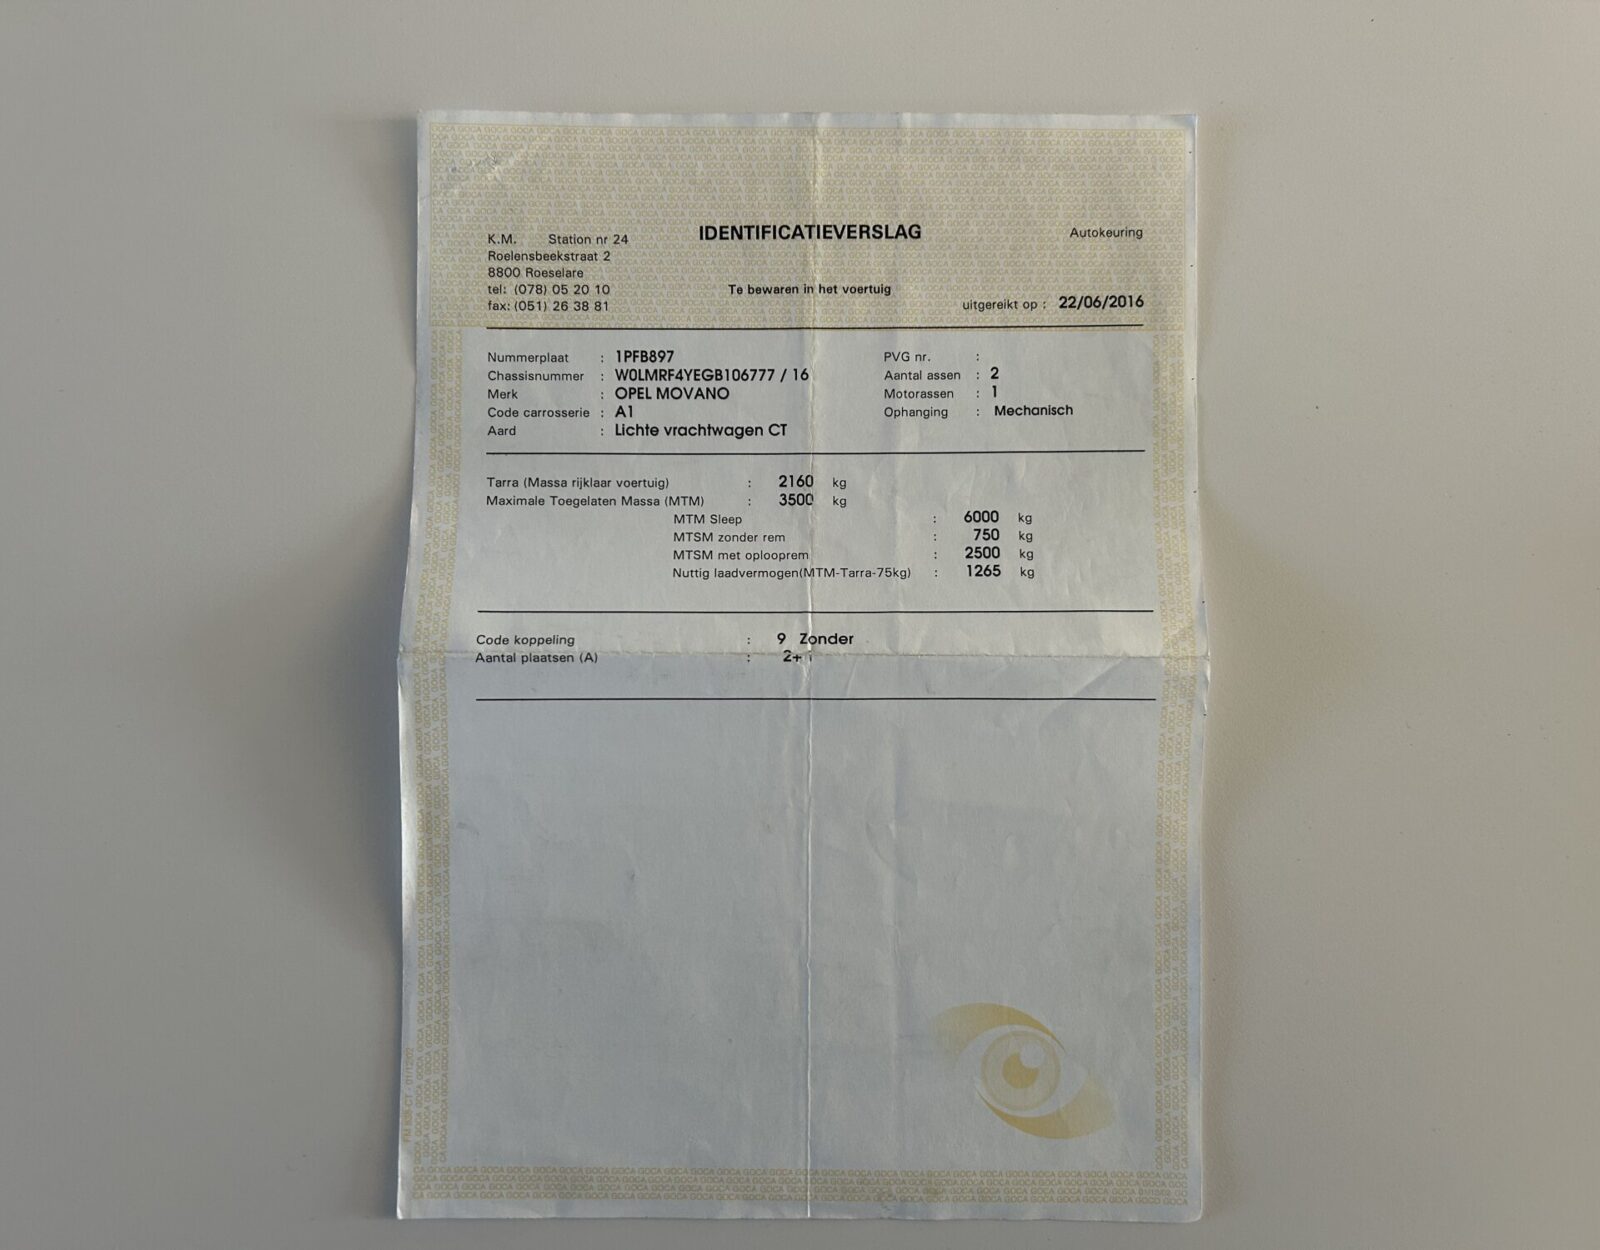 IDENTIFICATIEVERSLAG
Autokeuring
K.M. Station nr 24
Roelensbeekstraat 2
8800 Roeselare
tel: (078) 05 20 10
fax: (051) 26 38 81
Te bewaren in het voertuig
uitgereikt op : 22/06/2016
Nummerplaat : 1PFB897
Chassisnummer : W0LMRF4YEGB106777 / 16
Merk : OPEL MOVANO
Code carrosserie : A1
Aard : Lichte vrachtwagen CT
PVG nr. :
Aantal assen : 2
Motorassen : 1
Ophanging : Mechanisch
Tarra (Massa rijklaar voertuig) : 2160 kg
Maximale Toegelaten Massa (MTM) : 3500 kg
MTM Sleep : 6000 kg
MTSM zonder rem : 750 kg
MTSM met oplooprem : 2500 kg
Nuttig laadvermogen(MTM-Tarra-75kg) : 1265 kg
Code koppeling : 9 Zonder
Aantal plaatsen (A) : 2+